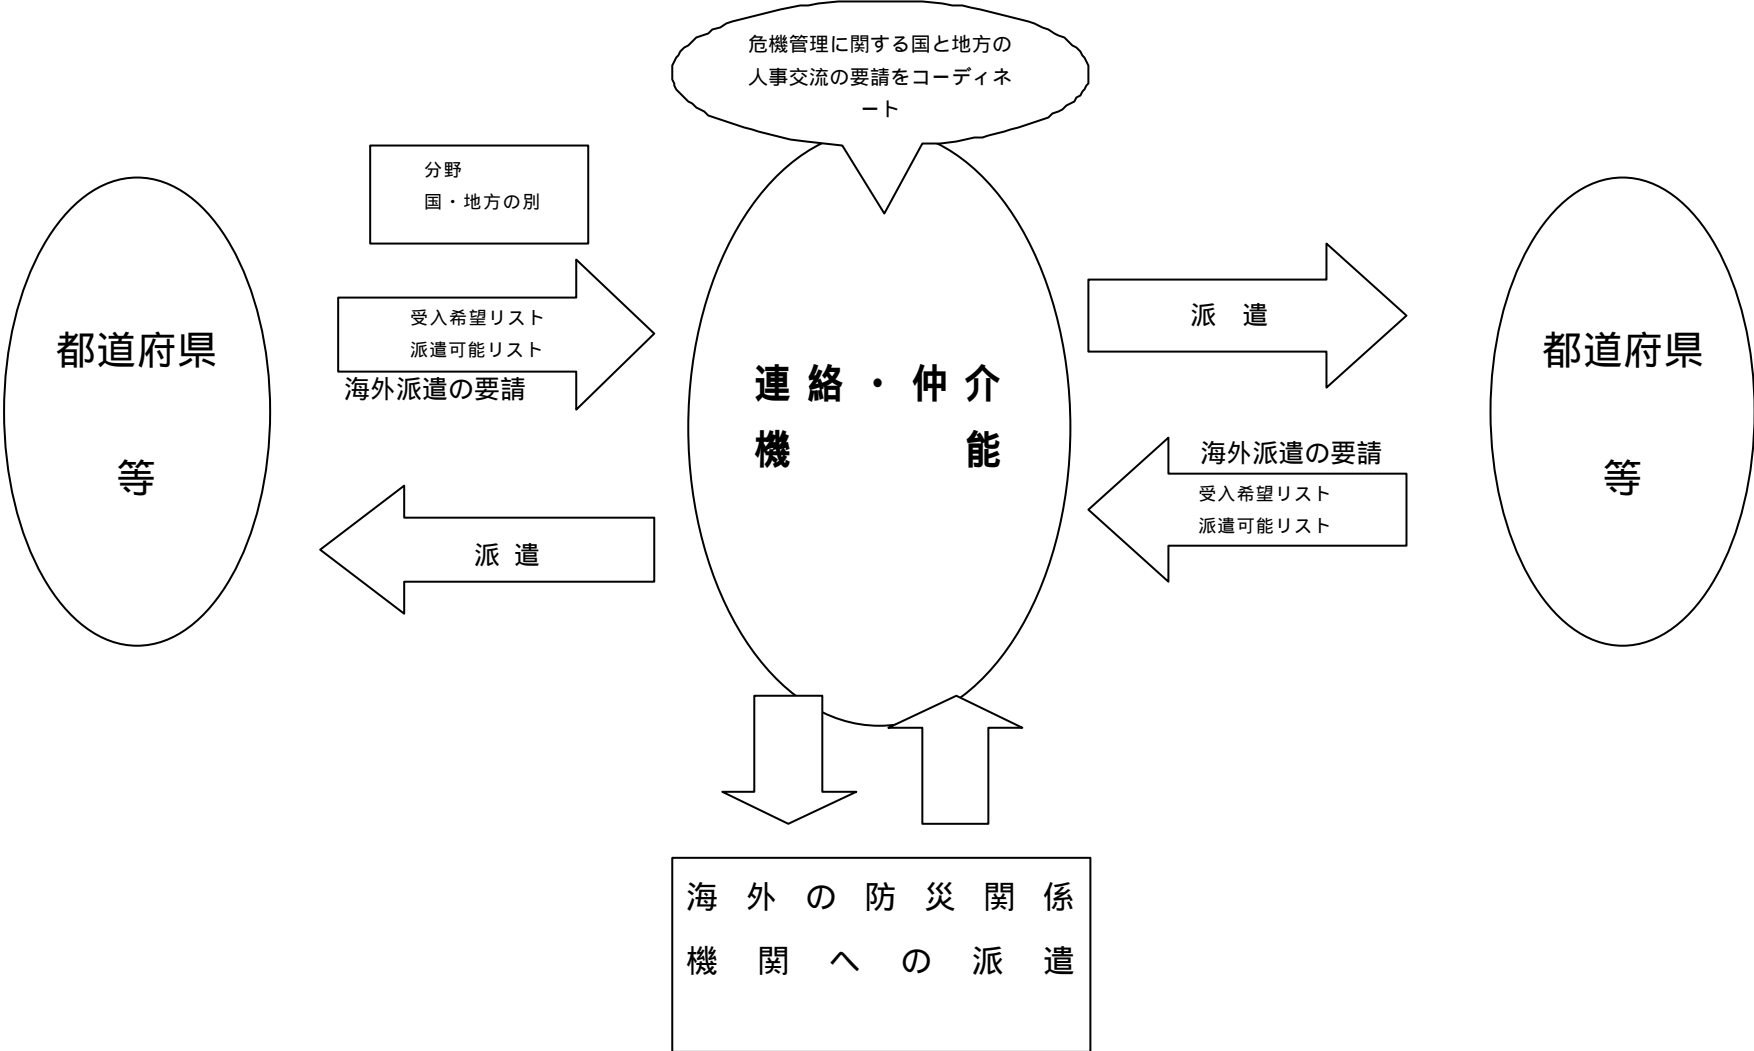 危機管理に関する国と地方の
人事交流の要請をコーディネ
ート
分野
国・地方の別
都道府県
等
受入希望リスト
派遣可能リスト
海外派遣の要請
派 遣
連絡・仲介
機 能
派 遣
海外派遣の要請
受入希望リスト
派遣可能リスト
都道府県
等
海外の防災関係
機関への派遣